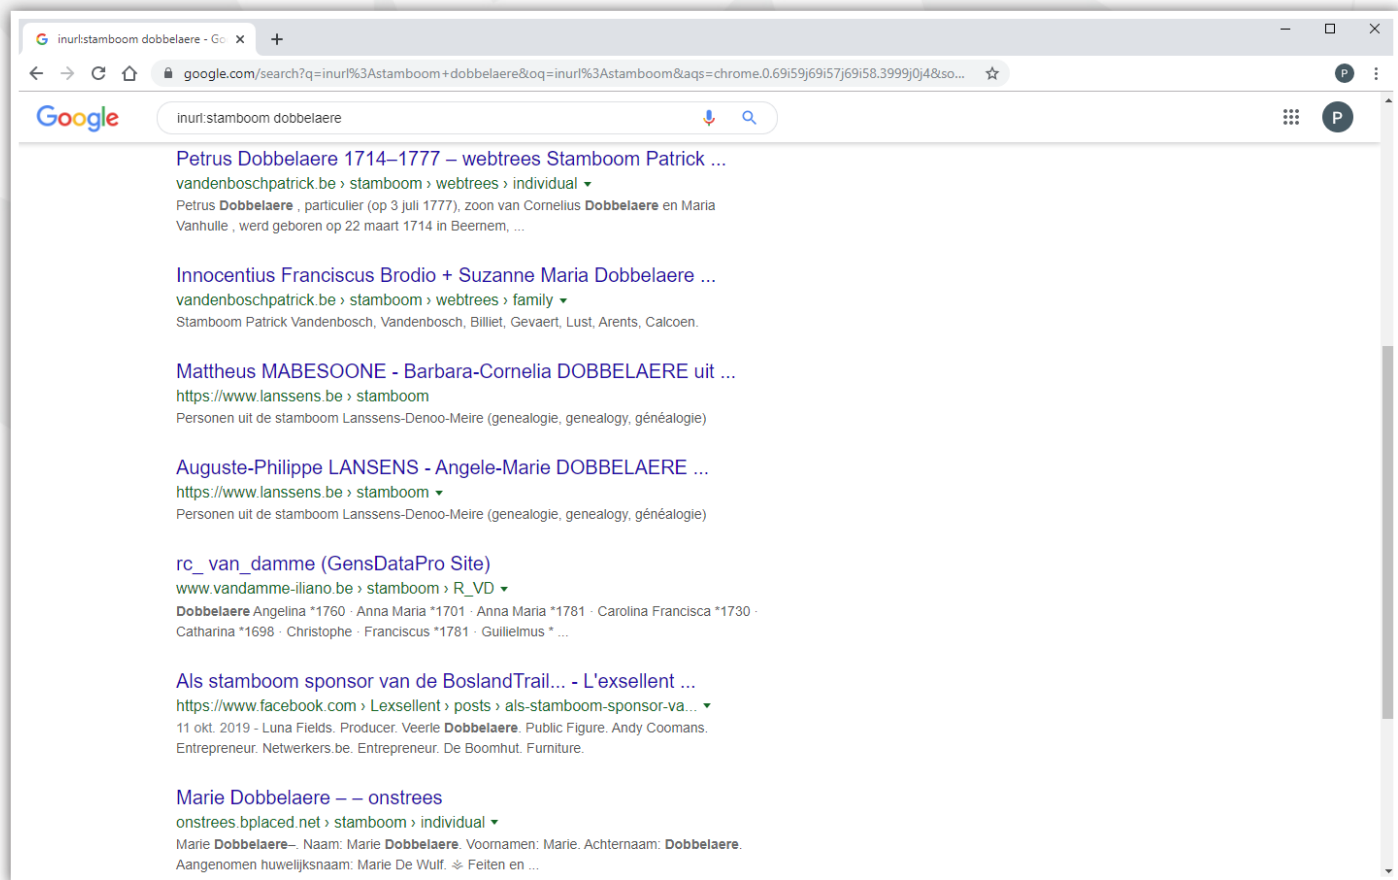 inurl:stamboom dobbelaere - Go
google.com/search?q=inurl%3Astamboom+dobbelaere&oq=inurl%3Astamboom&aqs=chrome.0.69i59j69i57j69i58.3999j0j4&so...
P
Google
inurl:stamboom dobbelaere
P
Petrus Dobbelaere 1714–1777 – webtrees Stamboom Patrick ...
vandenboschpatrick.be › stamboom › webtrees › individual
Petrus Dobbelaere , particulier (op 3 juli 1777), zoon van Cornelius Dobbelaere en Maria
Vanhulle , werd geboren op 22 maart 1714 in Beernem, ...
Innocentius Franciscus Brodio + Suzanne Maria Dobbelaere ...
vandenboschpatrick.be › stamboom › webtrees › family
Stamboom Patrick Vandenbosch, Vandenbosch, Billiet, Gevaert, Lust, Arents, Calcoen.
Mattheus MABESOONE - Barbara-Cornelia DOBBELAERE uit ...
https://www.lanssens.be › stamboom
Personen uit de stamboom Lanssens-Denoo-Meire (genealogie, genealogy, généalogie)
Auguste-Philippe LANSENS - Angele-Marie DOBBELAERE ...
https://www.lanssens.be › stamboom
Personen uit de stamboom Lanssens-Denoo-Meire (genealogie, genealogy, généalogie)
rc_ van_damme (GensDataPro Site)
www.vandamme-iliano.be › stamboom › R_VD
Dobbelaere Angelina *1760 · Anna Maria *1701 · Anna Maria *1781 · Carolina Francisca *1730 ·
Catharina *1698 · Christophe · Franciscus *1781 · Guilielmus * ...
Als stamboom sponsor van de BoslandTrail... - L'exsellent ...
https://www.facebook.com › Lexsellent › posts › als-stamboom-sponsor-va...
11 okt. 2019 - Luna Fields. Producer. Veerle Dobbelaere. Public Figure. Andy Coomans.
Entrepreneur. Netwerkers.be. Entrepreneur. De Boomhut. Furniture.
Marie Dobbelaere – – onstrees
onstrees.bplaced.net › stamboom › individual
Marie Dobbelaere–. Naam: Marie Dobbelaere. Voornamen: Marie. Achternaam: Dobbelaere.
Aangenomen huwelijksnaam: Marie De Wulf. Feiten en ...